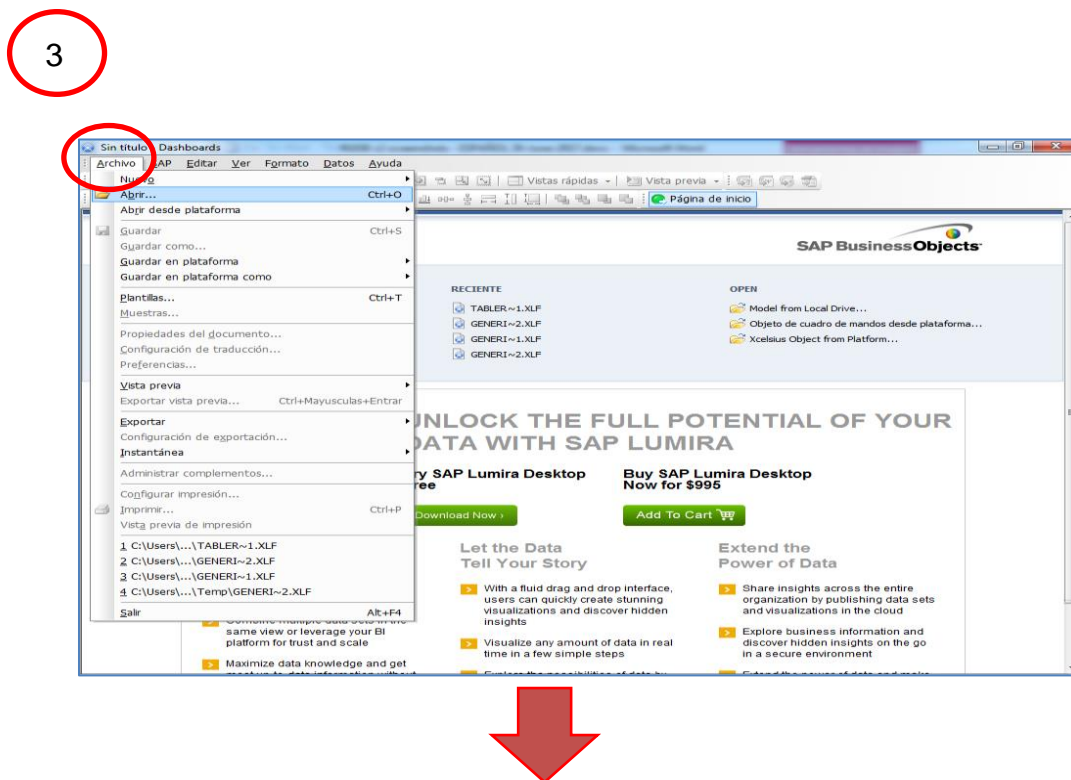 3
Sin título - Dashboards
Archivo SAP Editar Ver Formato Datos Ayuda
Nuevo
Vistas rápidas Vista previa
Abrir... Ctrl+O
Página de inicio
Abrir desde plataforma
Guardar Ctrl+S
Guardar como...
Guardar en plataforma
Guardar en plataforma como
Plantillas... Ctrl+T
Muestras...
Propiedades del documento...
Configuración de traducción...
Preferencias...
Vista previa
Exportar vista previa... Ctrl+Mayusculas+Entrar
Exportar
Configuración de exportación...
Instantánea
Administrar complementos...
Configurar impresión...
Imprimir... Ctrl+P
Vista previa de impresión
1 C:\Users\...\TABLER~1.XLF
2 C:\Users\...\GENERI~2.XLF
3 C:\Users\...\GENERI~1.XLF
4 C:\Users\...\Temp\GENERI~2.XLF
Salir Alt+F4
SAP BusinessObjects
RECIENTE
TABLER~1.XLF
GENERI~2.XLF
GENERI~1.XLF
GENERI~2.XLF
OPEN
Model from Local Drive...
Objeto de cuadro de mandos desde plataforma...
Xcelsius Object from Platform...
NLOCK THE FULL POTENTIAL OF YOUR
DATA WITH SAP LUMIRA
ry SAP Lumira Desktop
ree
Download Now ›
Buy SAP Lumira Desktop
Now for $995
Add To Cart
same view or leverage your BI
platform for trust and scale
Maximize data knowledge and get
Let the Data
Tell Your Story
With a fluid drag and drop interface,
users can quickly create stunning
visualizations and discover hidden
insights
Visualize any amount of data in real
time in a few simple steps
Extend the
Power of Data
Share insights across the entire
organization by publishing data sets
and visualizations in the cloud
Explore business information and
discover hidden insights on the go
in a secure environment